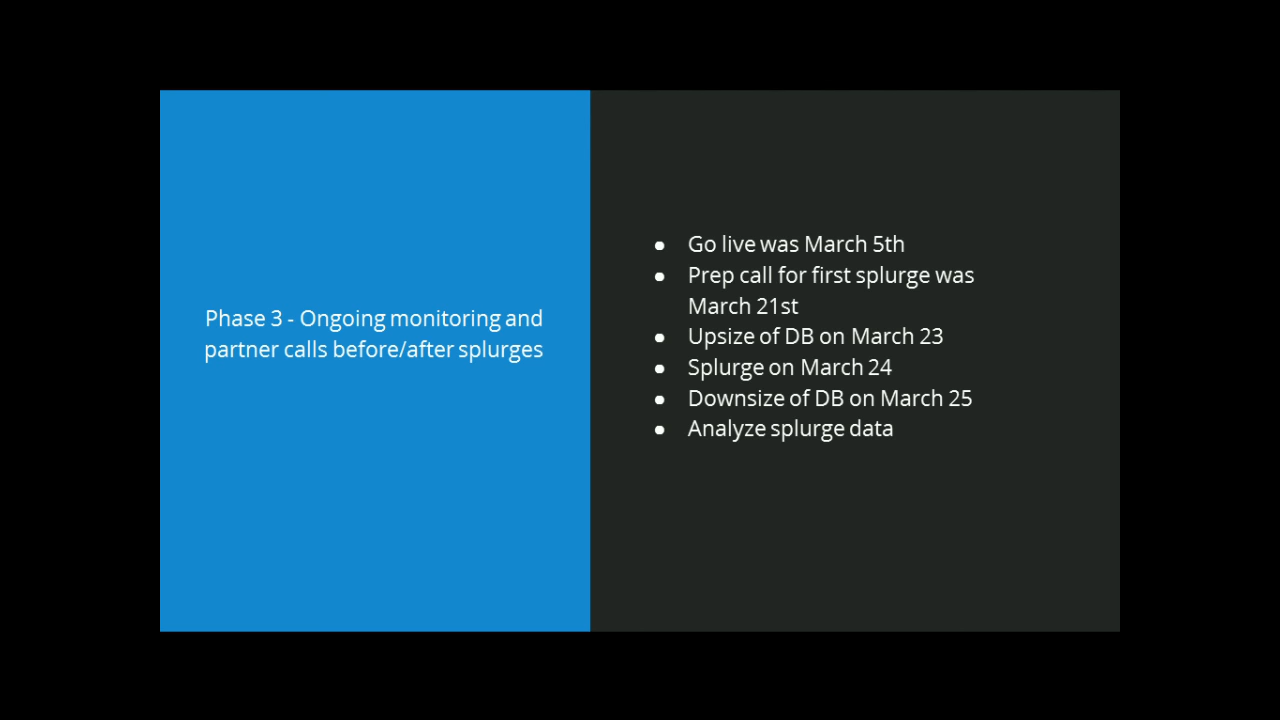 Phase 3 - Ongoing monitoring and
partner calls before/after splurges
● Go live was March 5th
● Prep call for first splurge was
March 21st
● Upsize of DB on March 23
● Splurge on March 24
● Downsize of DB on March 25
● Analyze splurge data